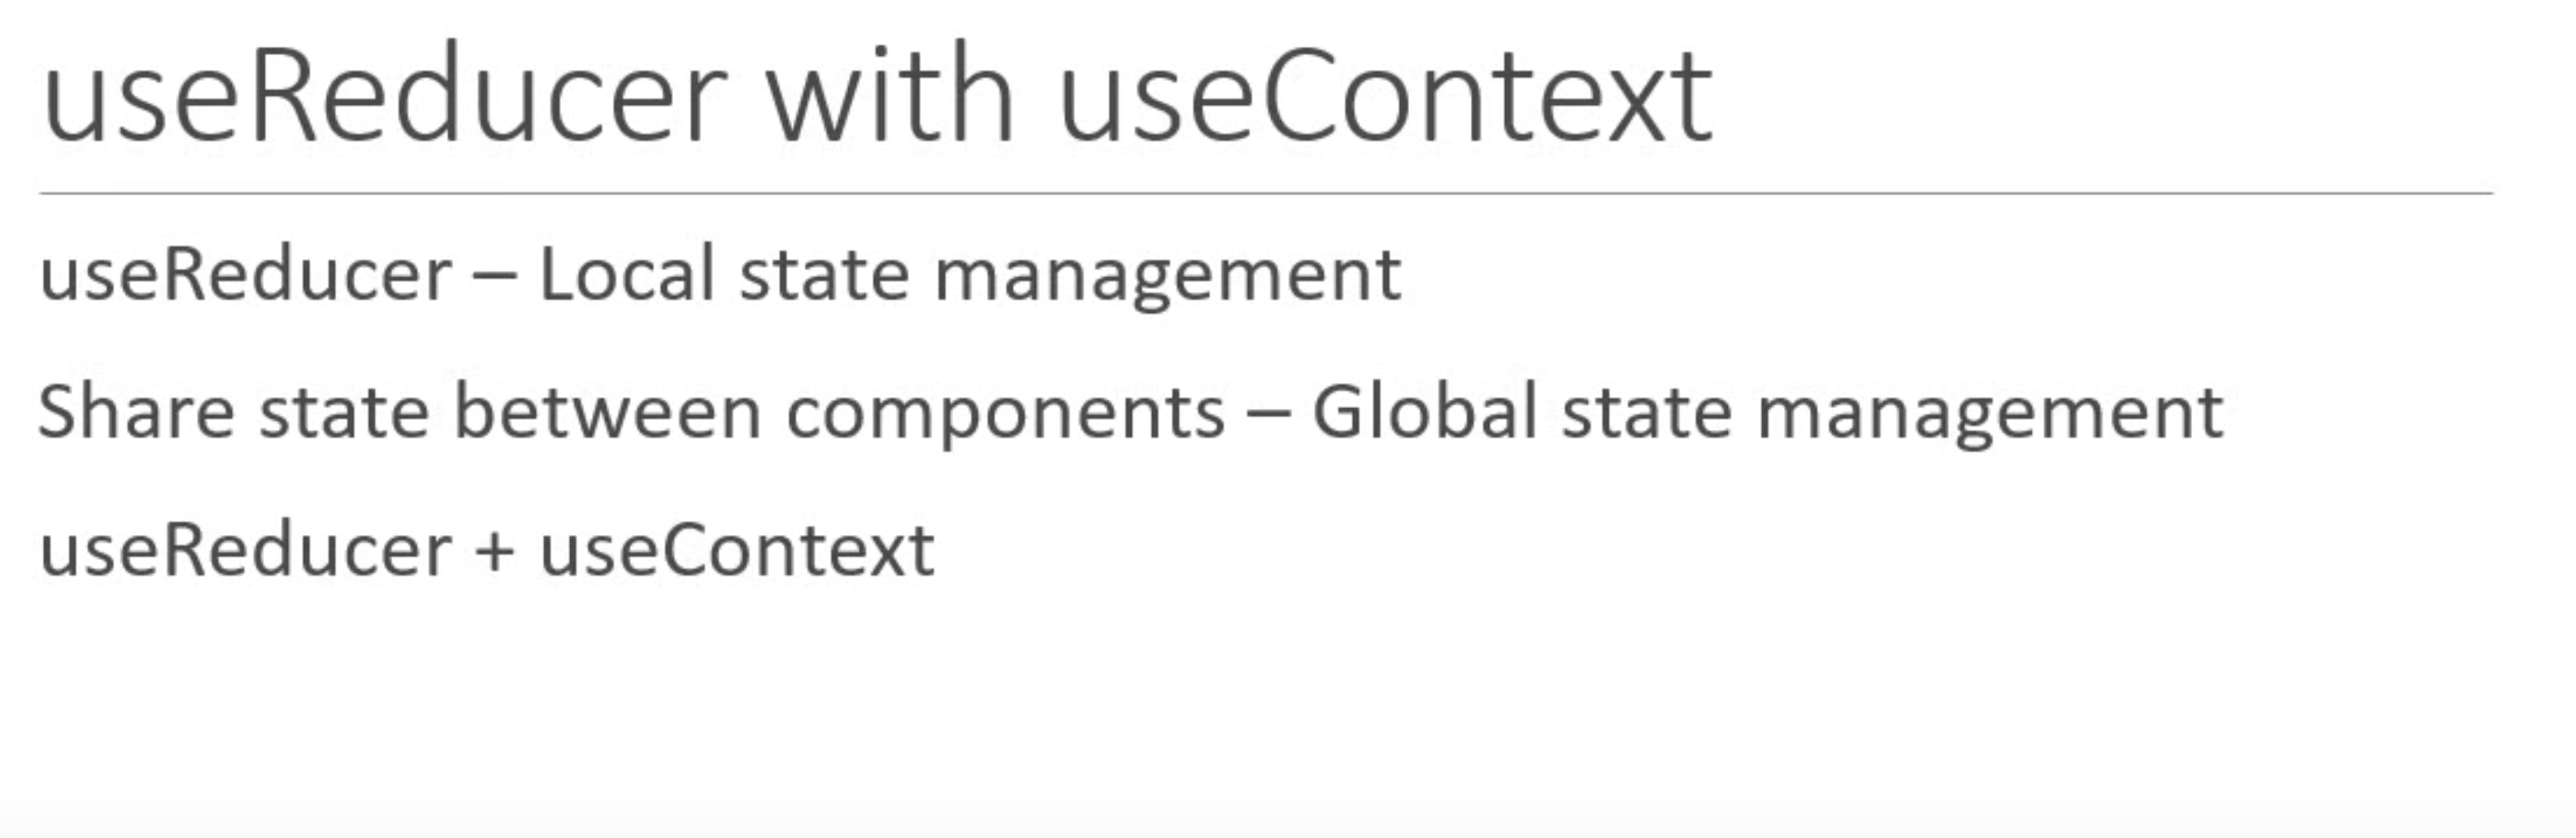 useReducer with useContext
useReducer – Local state management
Share state between components – Global state management
useReducer + useContext